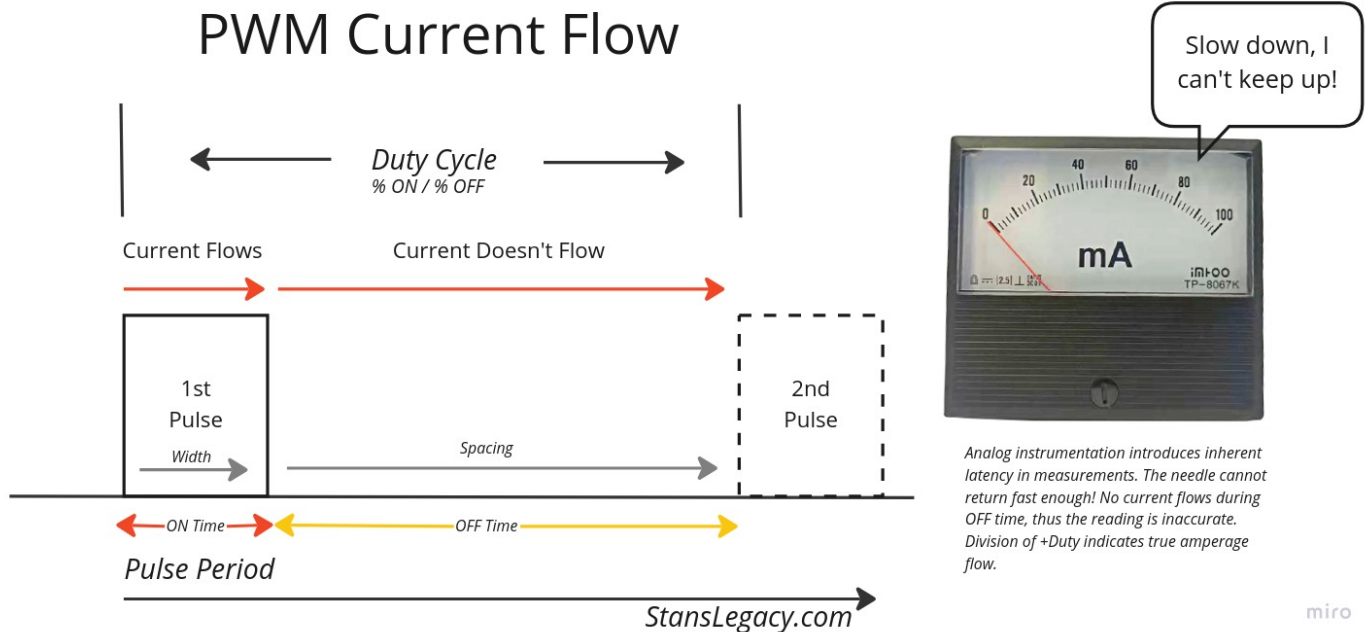 PWM Current Flow
Slow down, I
can't keep up!
Duty Cycle
% ON / % OFF
Current Flows
Current Doesn't Flow
0
20
40
60
80
100
mA
TP-8067K
1st
Pulse
Width
Spacing
2nd
Pulse
ON Time
OFF Time
Pulse Period
StansLegacy.com
Analog instrumentation introduces inherent
latency in measurements. The needle cannot
return fast enough! No current flows during
OFF time, thus the reading is inaccurate.
Division of +Duty indicates true amperage
flow.
miro